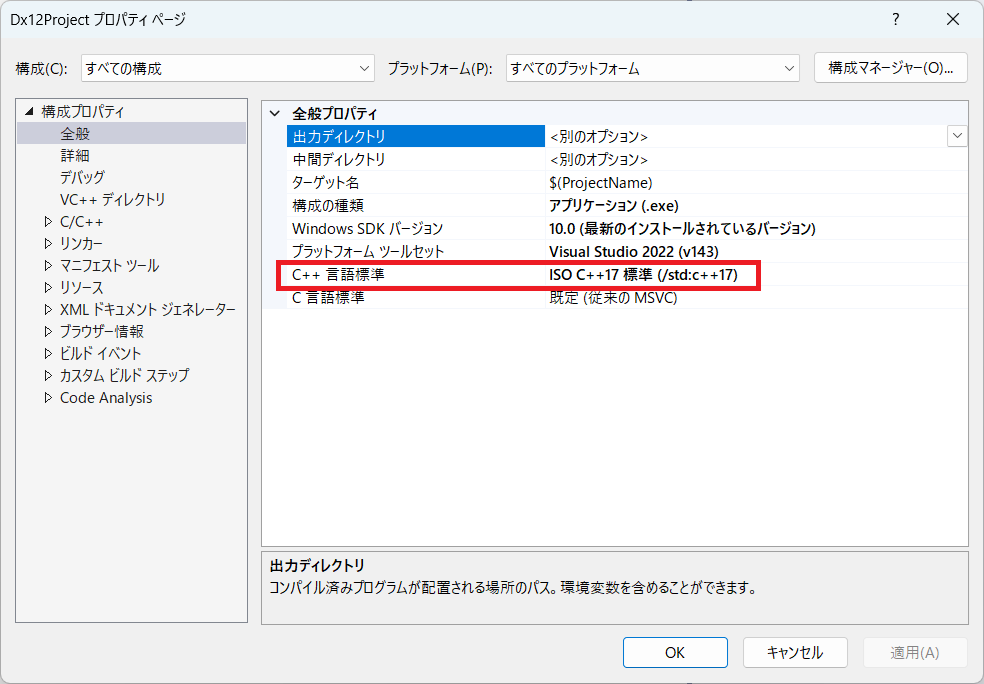 Dx12Project プロパティ ページ
?
構成(C): すべての構成 プラットフォーム(P): すべてのプラットフォーム 構成マネージャー(O)...
構成プロパティ
全般
詳細
デバッグ
VC++ ディレクトリ
C/C++
リンカー
マニフェスト ツール
リソース
XML ドキュメント ジェネレーター
ブラウザー情報
ビルド イベント
カスタム ビルド ステップ
Code Analysis
全般プロパティ
出力ディレクトリ <別のオプション>
中間ディレクトリ <別のオプション>
ターゲット名 $(ProjectName)
構成の種類 アプリケーション (.exe)
Windows SDK バージョン 10.0 (最新のインストールされているバージョン)
プラットフォーム ツールセット Visual Studio 2022 (v143)
C++ 言語標準 ISO C++17 標準 (/std:c++17)
C 言語標準 既定 (従来の MSVC)
出力ディレクトリ
コンパイル済みプログラムが配置される場所のパス。環境変数を含めることができます。
OK キャンセル 適用(A)